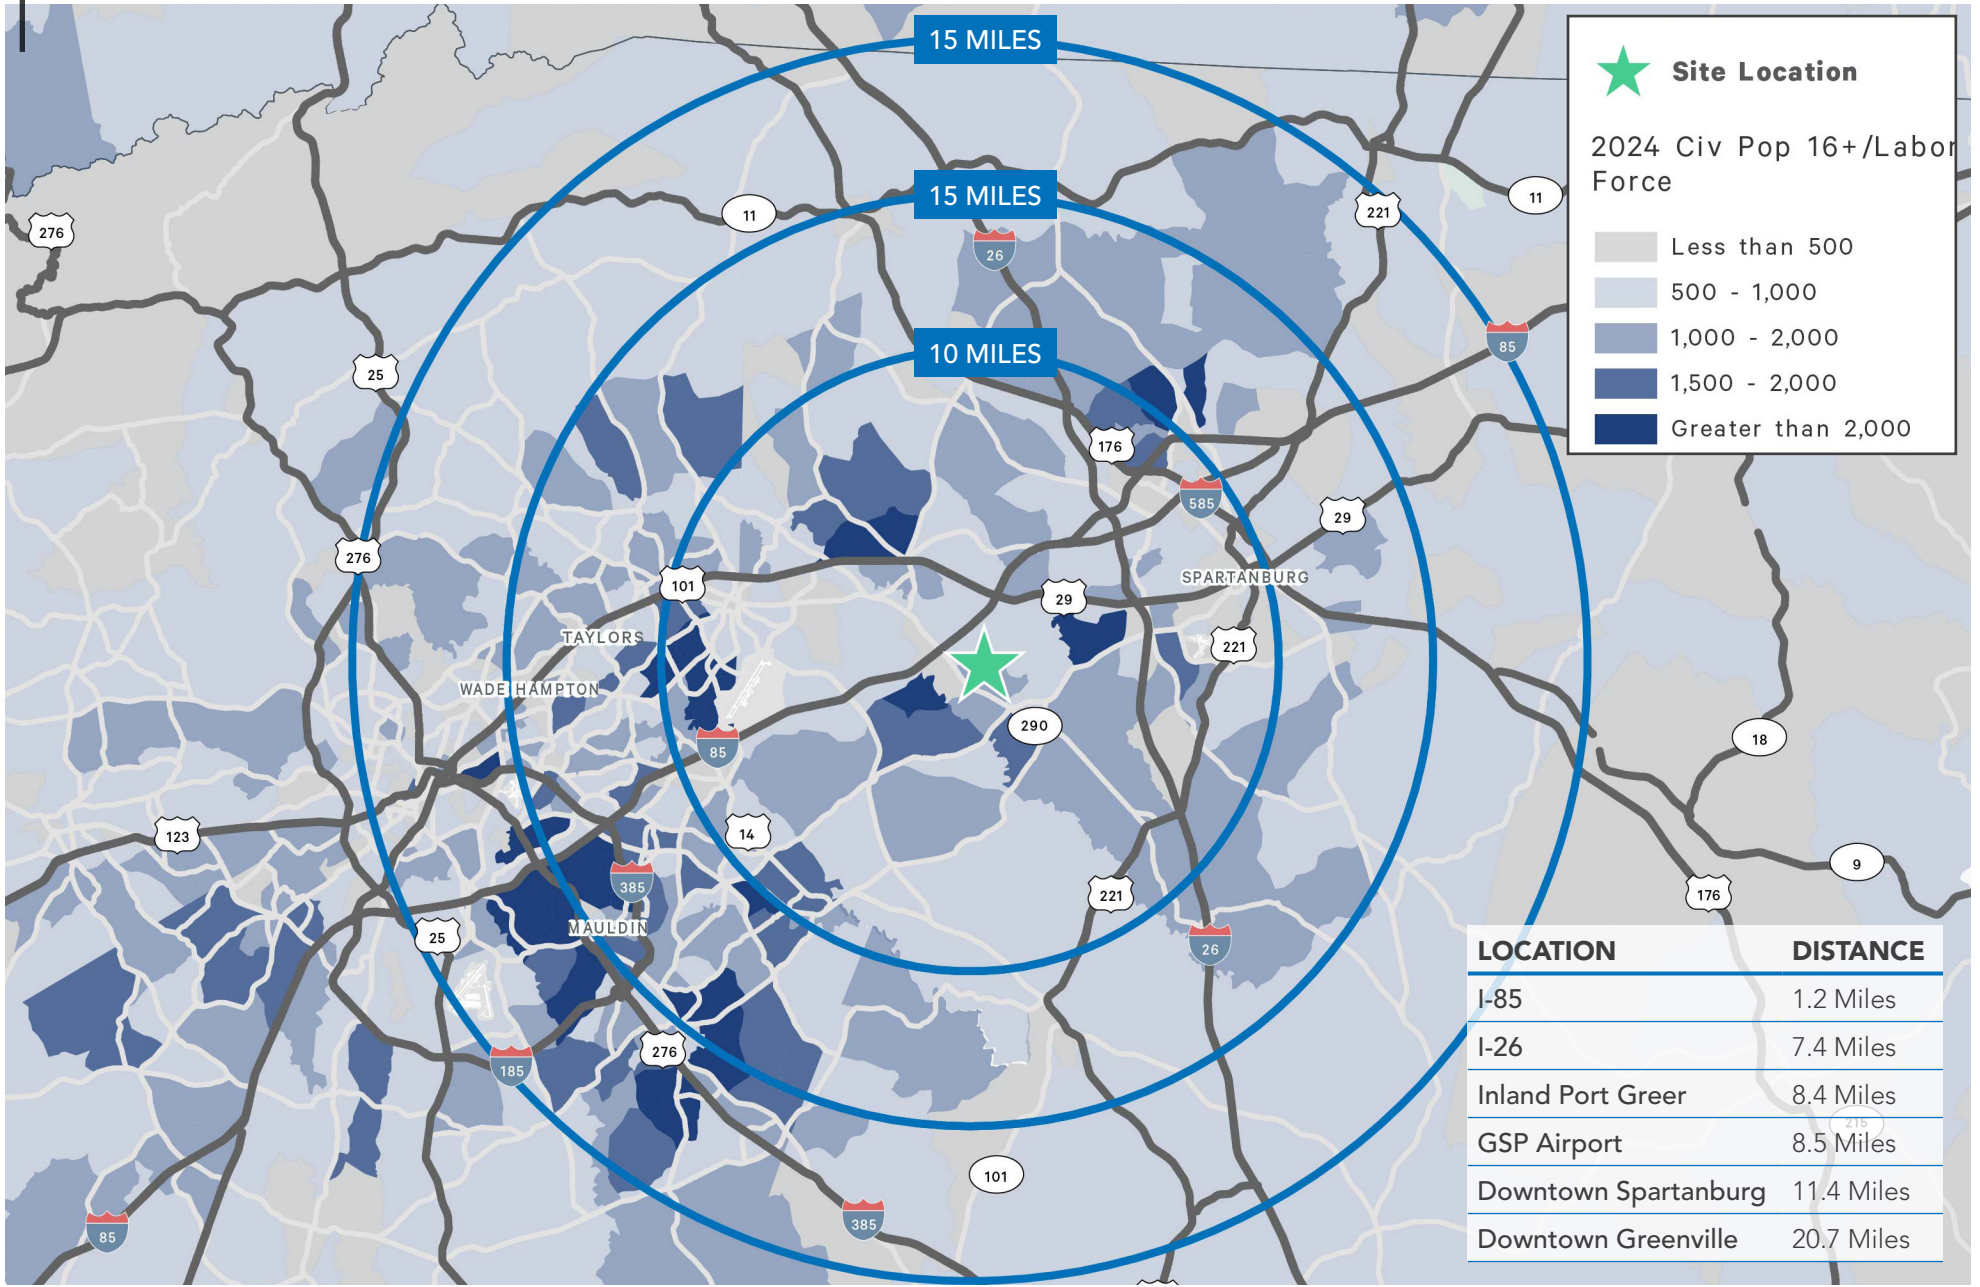 15 MILES
Site Location
2024 Civ Pop 16+/Labor
Force
Less than 500
500 - 1,000
1,000 - 2,000
1,500 - 2,000
Greater than 2,000
15 MILES
11
11
221
276
26
10 MILES
85
25
176
585
29
276
101
29
SPARTANBURG
TAYLORS
221
WADE HAMPTON
290
85
18
123
14
9
385
221
176
MAULDIN
25
26
276
185
101
385
85
215
LOCATION DISTANCE
I-85 1.2 Miles
I-26 7.4 Miles
Inland Port Greer 8.4 Miles
GSP Airport 8.5 Miles
Downtown Spartanburg 11.4 Miles
Downtown Greenville 20.7 Miles